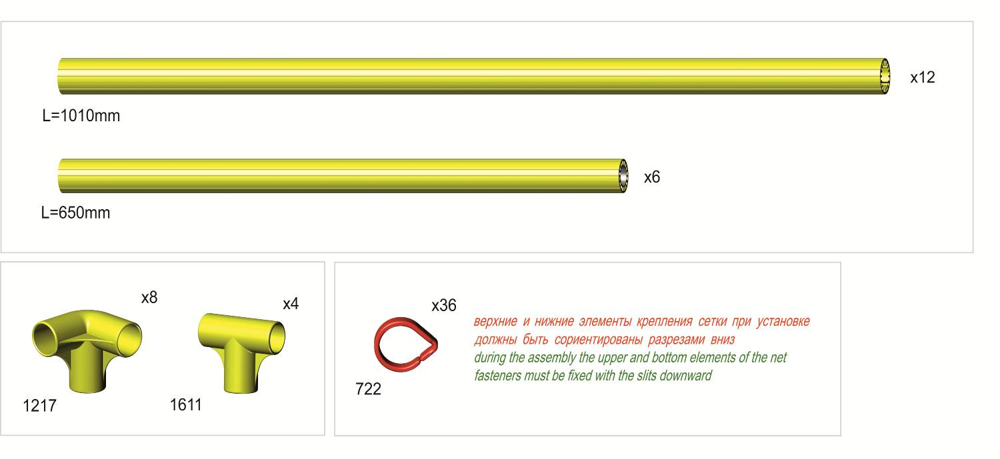 x12
L=1010mm
x6
L=650mm
x8
x4
1217
1611
x36
722
верхние и нижние элементы крепления сетки при установке
должны быть сориентированы разрезами вниз
during the assembly the upper and bottom elements of the net
fasteners must be fixed with the slits downward